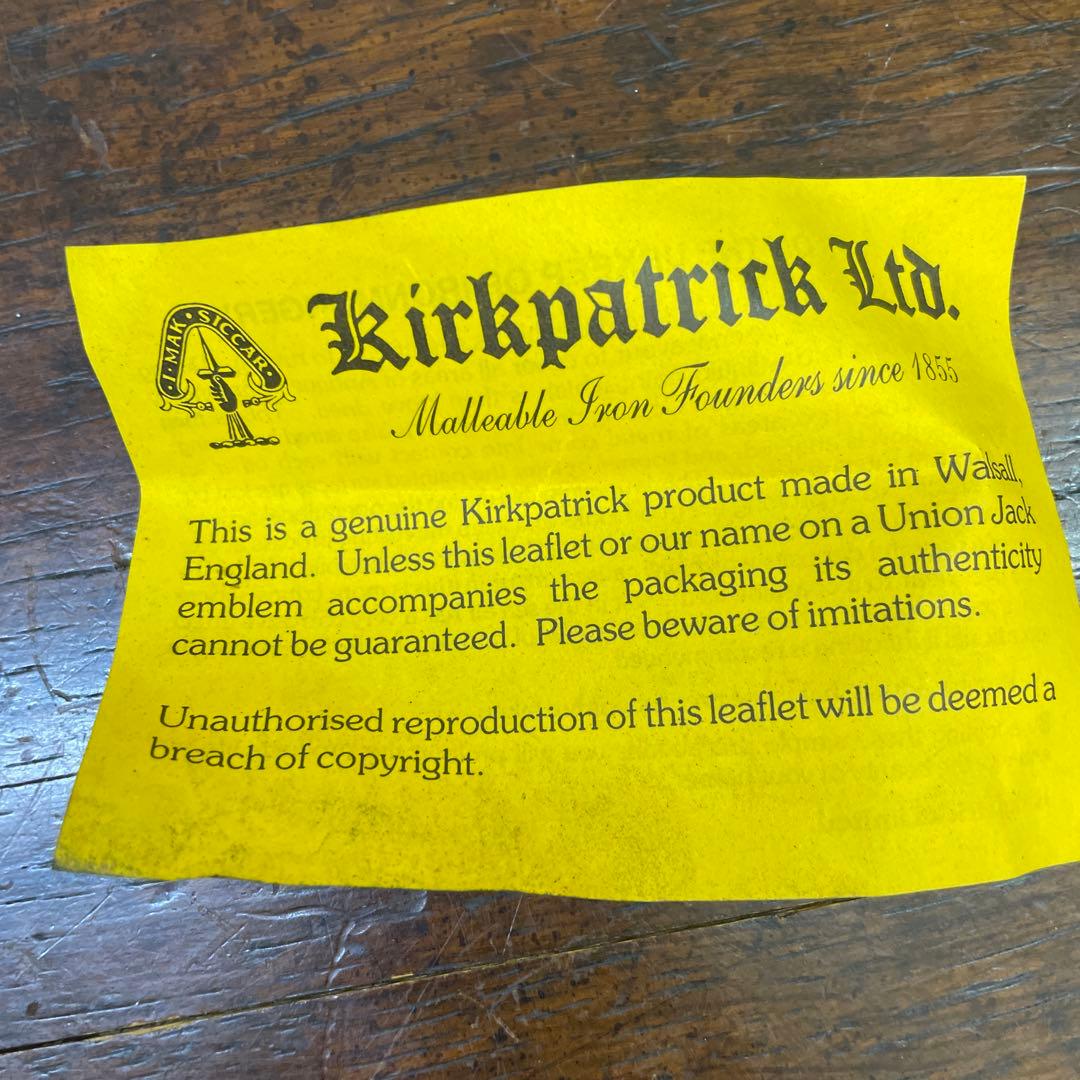 I · MAK · SICCAR
Kirkpatrick Ltd.
Malleable Iron Founders since 1855
This is a genuine Kirkpatrick product made in Walsall,
England. Unless this leaflet or our name on a Union Jack
emblem accompanies the packaging its authenticity
cannot be guaranteed. Please beware of imitations.
Unauthorised reproduction of this leaflet will be deemed a
breach of copyright.